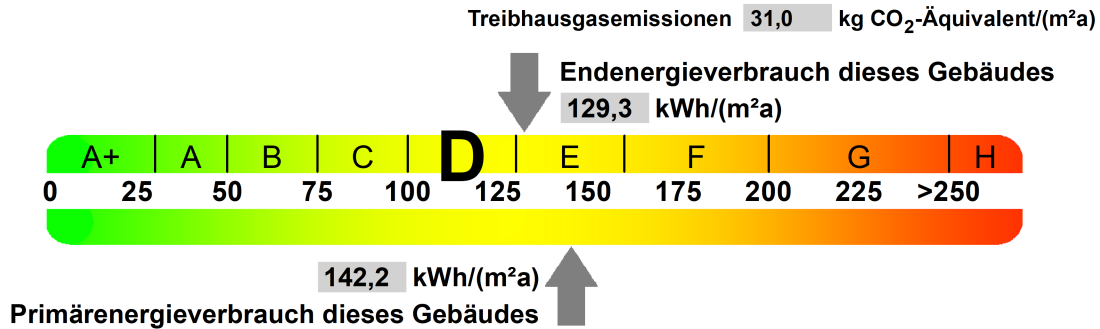 Treibhausgasemissionen 31,0 kg CO₂-Äquivalent/(m²a)
Endenergieverbrauch dieses Gebäudes
129,3 kWh/(m²a)
A+ A B C D E F G H
0 25 50 75 100 125 150 175 200 225 >250
142,2 kWh/(m²a)
Primärenergieverbrauch dieses Gebäudes